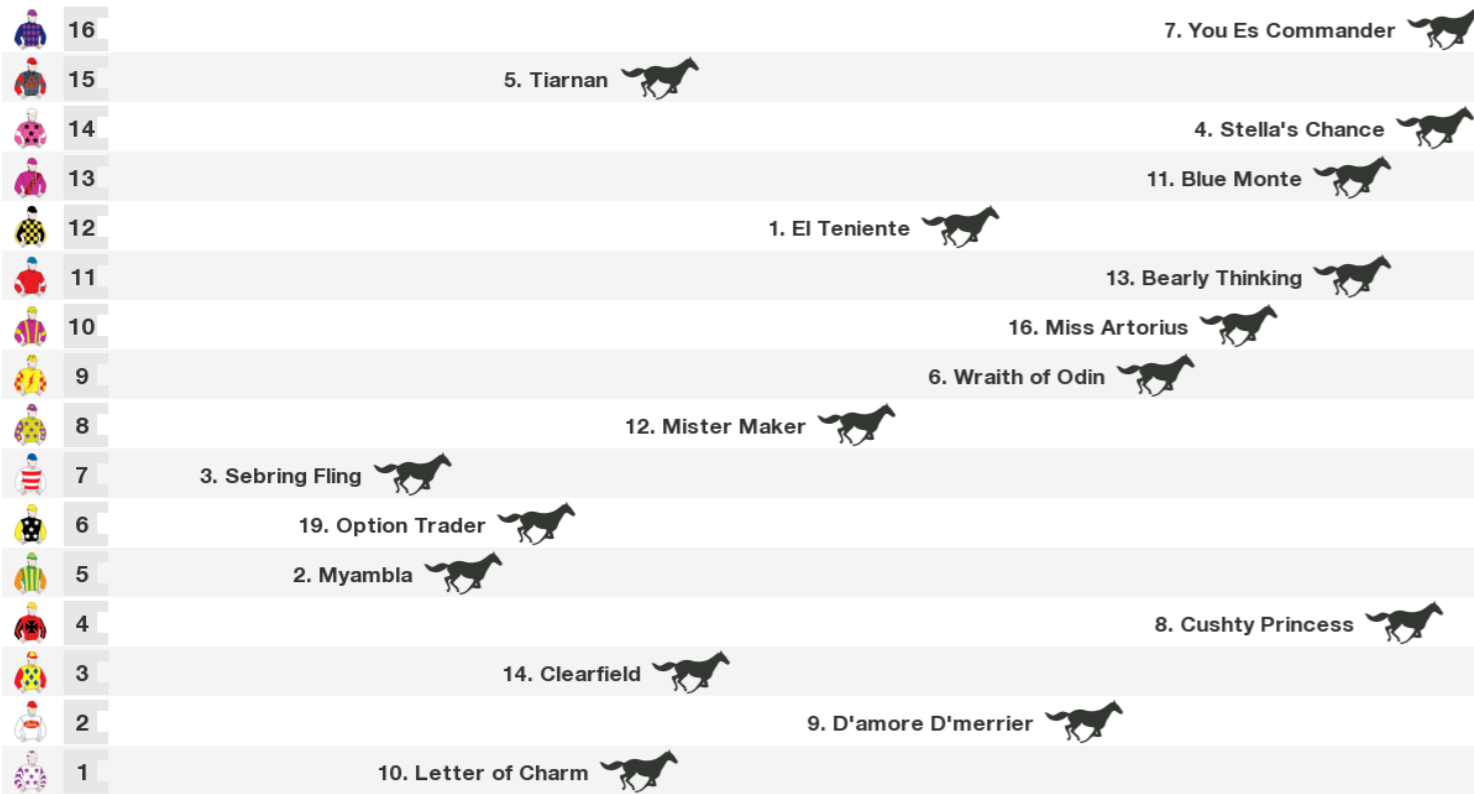 16 7. You Es Commander
15 5. Tiarnan
14 4. Stella's Chance
13 11. Blue Monte
12 1. El Teniente
11 13. Bearly Thinking
10 16. Miss Artorius
9 6. Wraith of Odin
8 12. Mister Maker
7 3. Sebring Fling
6 19. Option Trader
5 2. Myambla
4 8. Cushty Princess
3 14. Clearfield
2 9. D'amore D'merrier
1 10. Letter of Charm